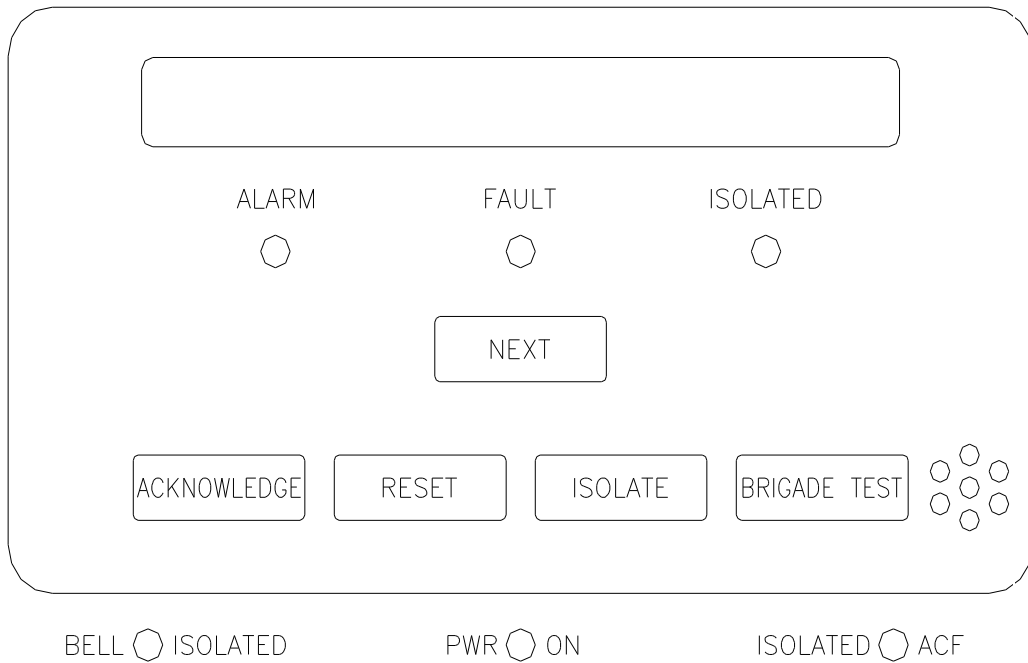 ALARM FAULT ISOLATED
NEXT
ACKNOWLEDGE RESET ISOLATE BRIGADE TEST
BELL ISOLATED PWR ON ISOLATED ACF